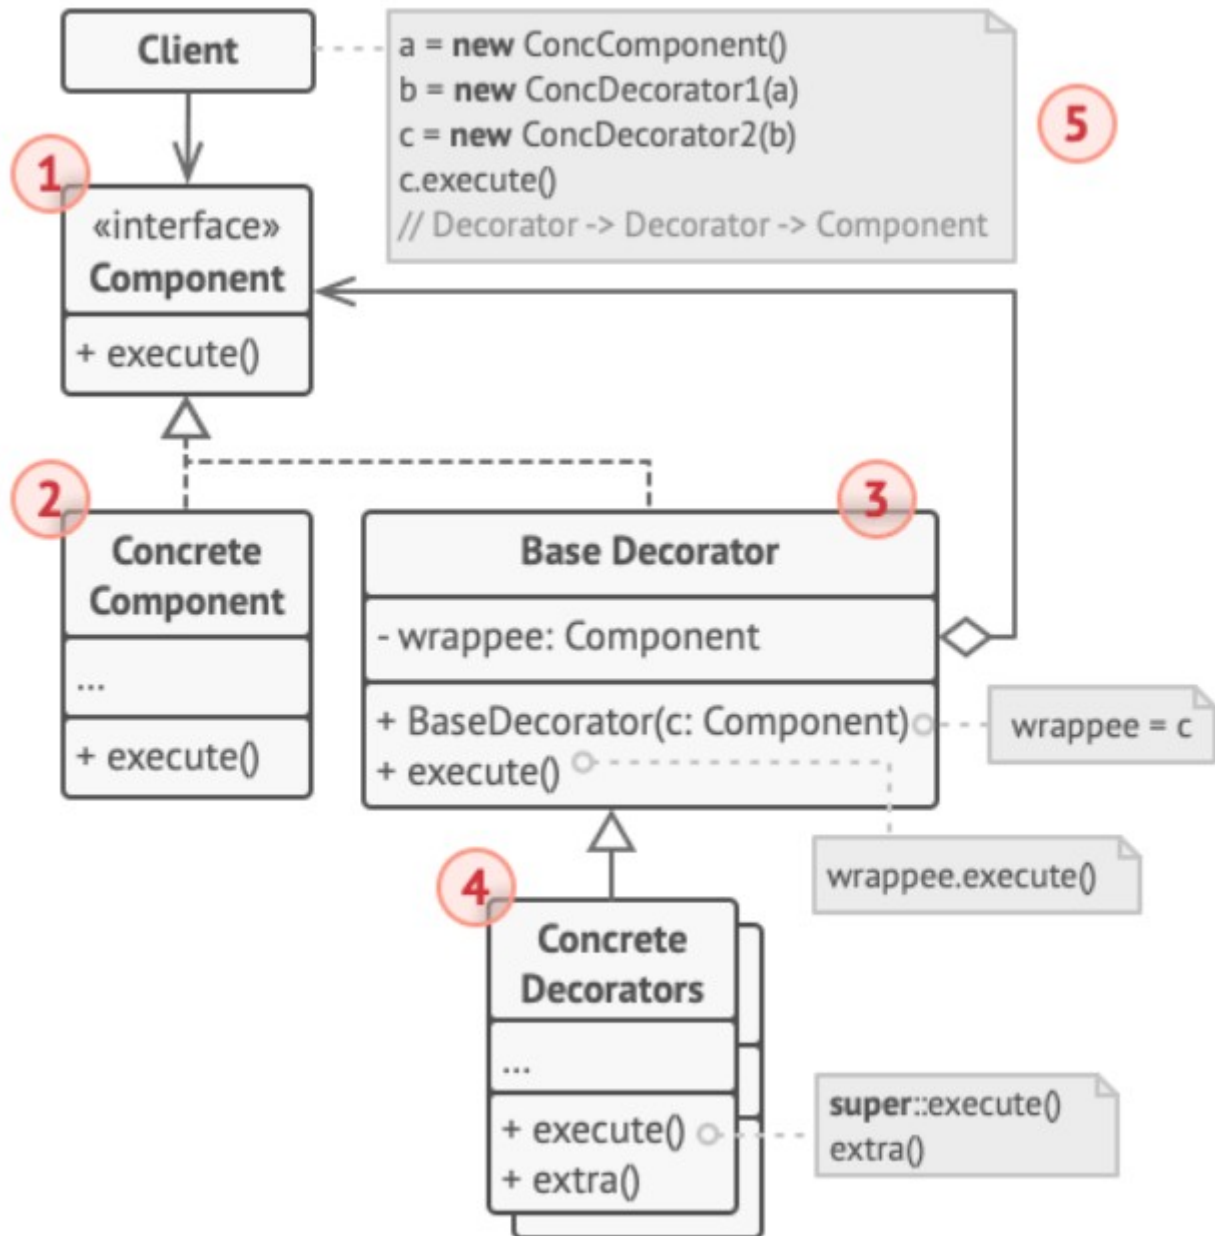 Client
a = new ConcComponent()
b = new ConcDecorator1(a)
c = new ConcDecorator2(b)
c.execute()
// Decorator -> Decorator -> Component
5
1
«interface»
Component
+ execute()
2
Concrete
Component
...
+ execute()
3
Base Decorator
- wrappee: Component
+ BaseDecorator(c: Component)
+ execute()
wrappee = c
wrappee.execute()
4
Concrete
Decorators
...
+ execute()
+ extra()
super::execute()
extra()